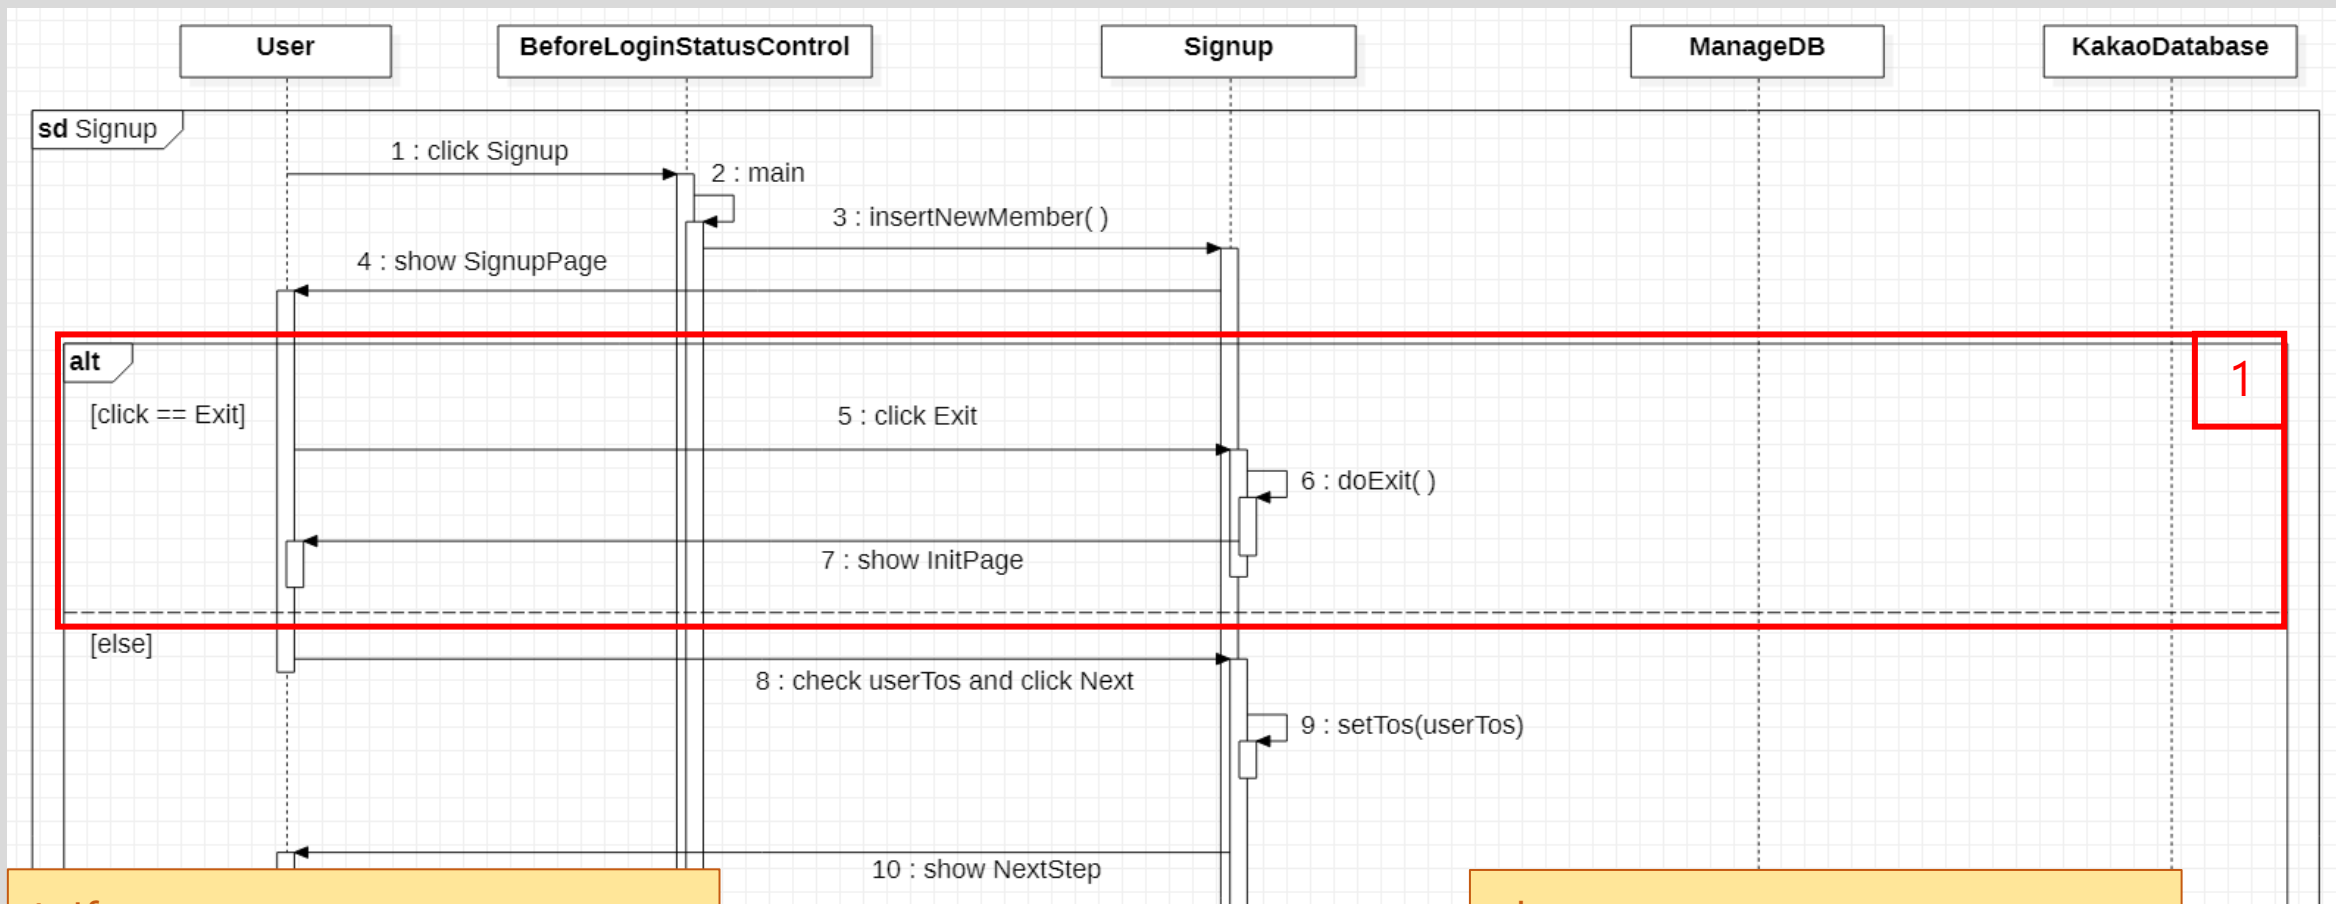 User
BeforeLoginStatusControl
Signup
ManageDB
KakaoDatabase
sd Signup
1 : click Signup
2 : main
3 : insertNewMember( )
4 : show SignupPage
alt
1
[click == Exit]
5 : click Exit
6 : doExit( )
7 : show InitPage
[else]
8 : check userTos and click Next
9 : setTos(userTos)
10 : show NextStep